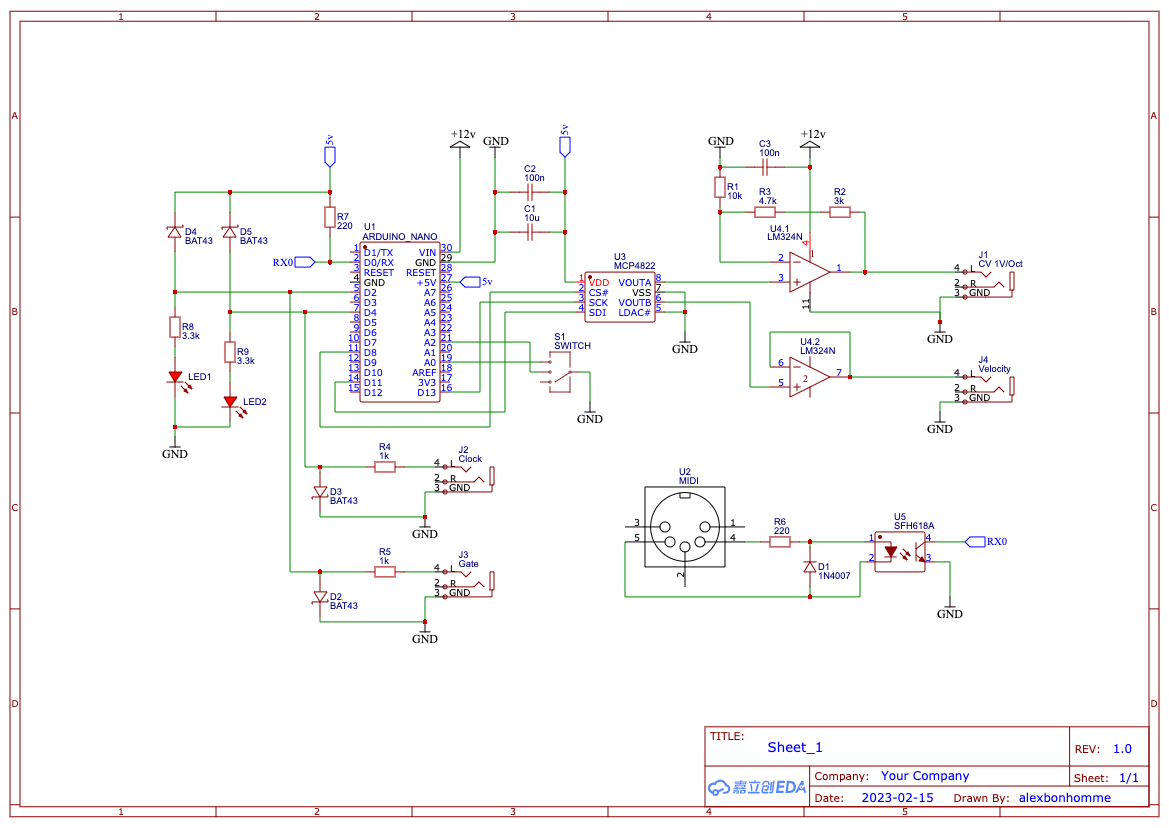 1 2 3 4 5
A A
5v
+12v GND 5v GND +12v
C3
100n
C2
100n
R1
10k
R3
4.7k
R2
3k
R7
220
C1
10u
D4
BAT43
D5
BAT43
U1
ARDUINO_NANO
U4.1
LM324N
RX0
1 D1/TX VIN 30
2 D0/RX GND 29
3 RESET RESET 28
4 GND +5V 27
5 D2 A7 26
6 D3 A6 25
7 D4 A5 24
8 D5 A4 23
9 D6 A3 22
10 D7 A2 21
11 D8 A1 20
12 D9 A0 19
13 D10 AREF 18
14 D11 3V3 17
15 D12 D13 16
5v
U3
MCP4822
1 VDD VOUTA 8
2 CS# VSS 7
3 SCK VOUTB 6
4 SDI LDAC# 5
GND
2
3
4
1
1
11
J1
CV 1V/Oct
4 L
2 R
3 GND
GND
B B
R8
3.3k
R9
3.3k
LED1
LED2
GND
S1
SWITCH
GND
U4.2
LM324N
6
5
2
7
J4
Velocity
4 L
2 R
3 GND
GND
R4
1k
J2
Clock
4 L
2 R
3 GND
D3
BAT43
GND
U2
MIDI
3 1
5 4
2
R6
220
D1
1N4007
U5
SFH618A
1 4
2 3
RX0
GND
C C
R5
1k
J3
Gate
4 L
2 R
3 GND
D2
BAT43
GND
D D
TITLE:
Sheet_1
REV: 1.0
嘉立创EDA
Company: Your Company
Sheet: 1/1
Date: 2023-02-15 Drawn By: alexbonhomme
1 2 3 4 5